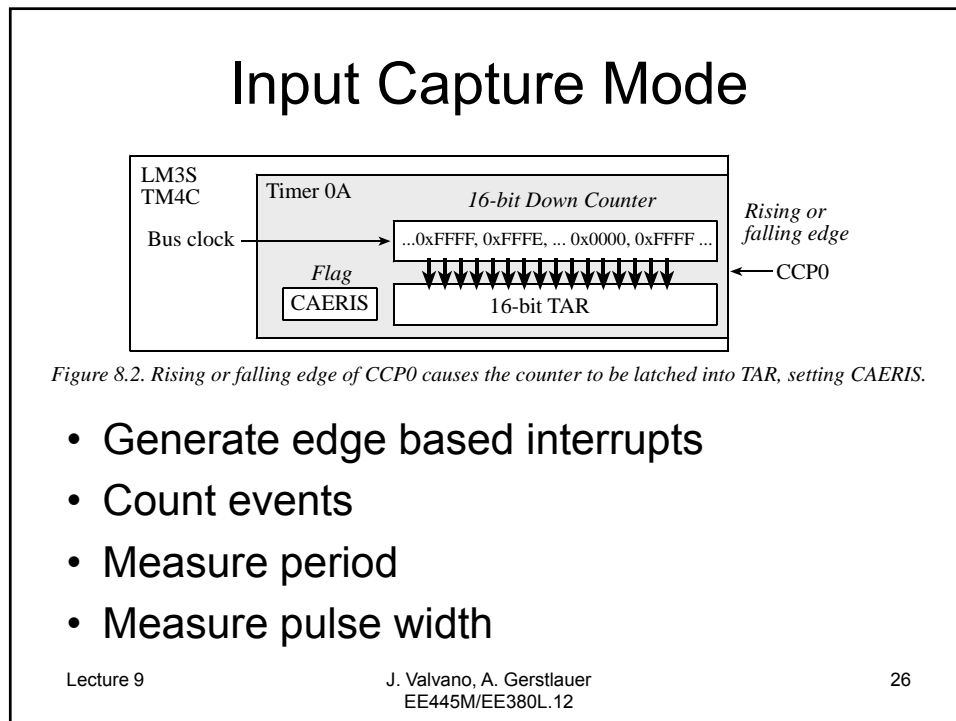 Input Capture Mode
LM3S
TM4C
Timer 0A
16-bit Down Counter
Rising or
falling edge
Bus clock
...0xFFFF, 0xFFFE, ... 0x0000, 0xFFFF ...
CCP0
Flag
CAERIS
16-bit TAR
Figure 8.2. Rising or falling edge of CCP0 causes the counter to be latched into TAR, setting CAERIS.
• Generate edge based interrupts
• Count events
• Measure period
• Measure pulse width
Lecture 9
J. Valvano, A. Gerstlauer
EE445M/EE380L.12
26